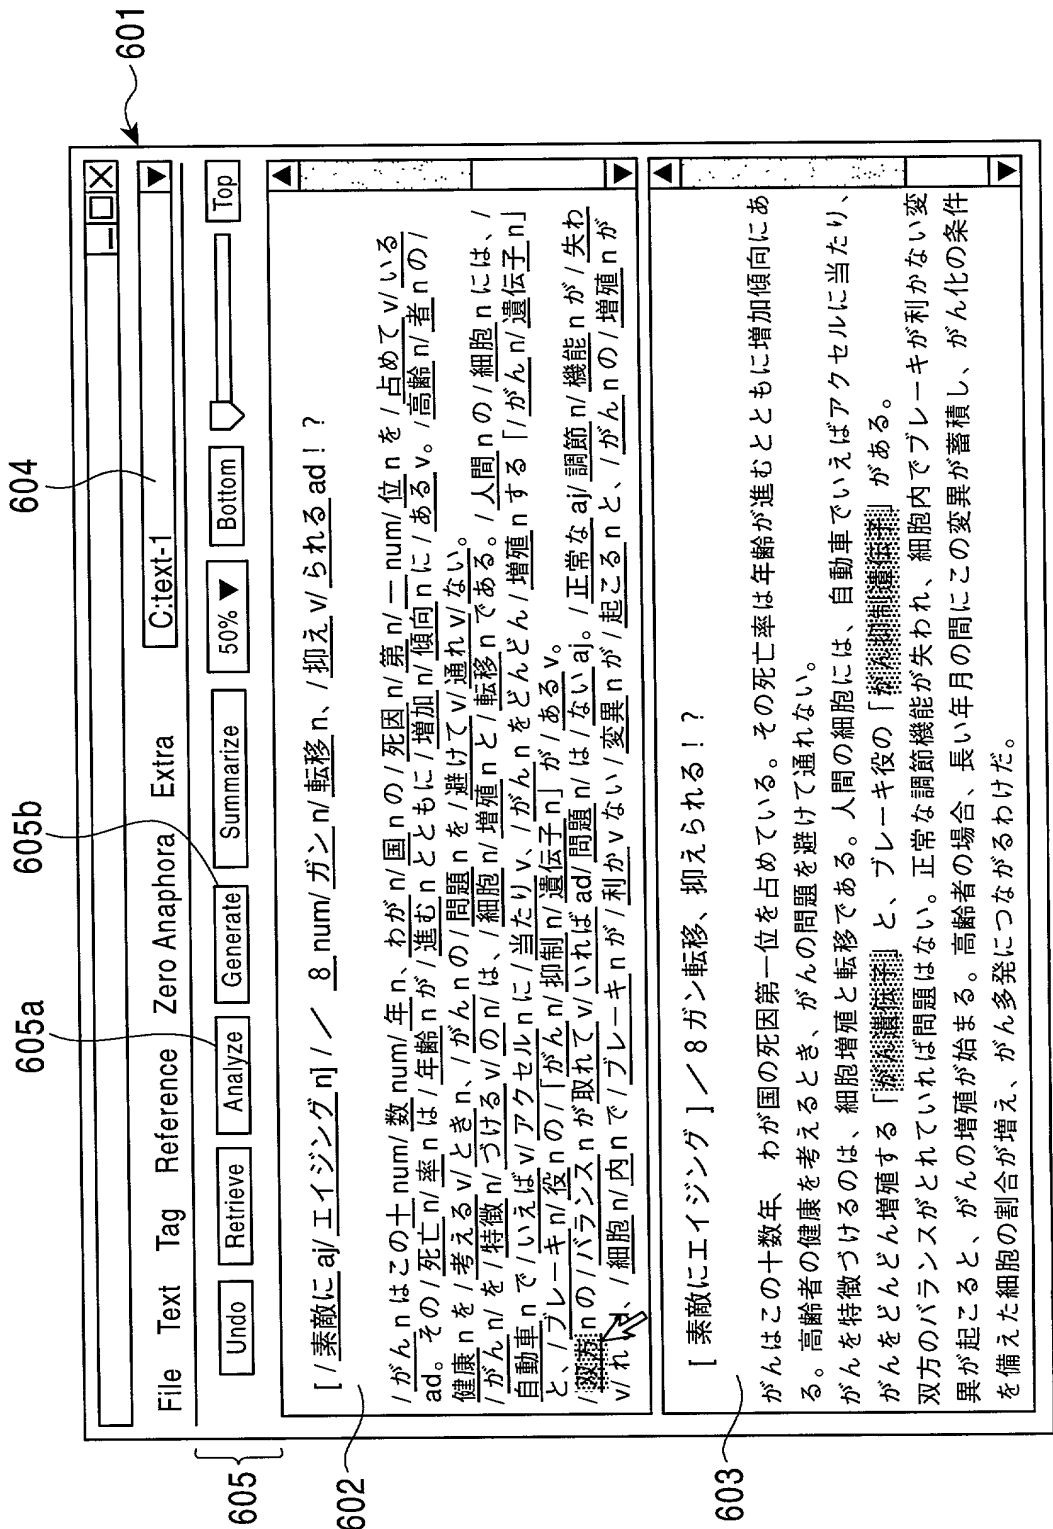 601
604
C:text-1
File Text Tag Reference Zero Anaphora Extra
605a
605b
605
Undo Retrieve Analyze Generate Summarize 50% ▼ Bottom Top
602
[ /素敵に aj/エイジング n] / ／ 8 num/ガン n/転移 n、/抑え v/られる ad！？
/がん n はこの十 num/数 num/年 n、わが n/国 n の /死因 n/第 n/一 num/位 n を /占めて v/いる
ad。その /死亡 n/率 n は /年齢 n が /進む n とともに /増加 n/傾向 n に /ある v。/高齢 n/者 n の /
健康 n を /考える v/とき n、/がん n の /問題 n を /避けて v/通れ v/ない。
/がん n/を /特徴 n/づける v/の n は、/細胞 n/増殖 n と /転移 n である。/人間 n の /細胞 n には、/
自動車 n で /いえば v/アクセル n に /当たり v、/がん n をどんどん /増殖 n する「/がん n/遺伝子 n」
と、/ブレーキ n/役 n の /「がん n/抑制 n/遺伝子 n」が /ある v。
/双方 n の /バランス n が取れて v/いれば ad/問題 n/は /ない aj。/正常な aj/調節 n/機能 n が /失わ
v/れ 、/細胞 n/内 n で /ブレーキ n が /利か v ない /変異 n が /起こる n と、/がん n の /増殖 n が
603
[ 素敵にエイジング ] ／ 8 ガン転移、抑えられる！？
がんはこの十数年、 わが国の死因第一位を占めている。その死亡率は年齢が進むとともに増加傾向にあ
る。高齢者の健康を考えるとき、がんの問題を避けて通れない。
がんを特徴づけるのは、細胞増殖と転移である。人間の細胞には、自動車でいえばアクセルに当たり、
がんをどんどん増殖する「がん遺伝子」と、ブレーキ役の「がん抑制遺伝子」がある。
双方のバランスがとれていれば問題はない。正常な調節機能が失われ、細胞内でブレーキが利かない変
異が起こると、がんの増殖が始まる。高齢者の場合、長い年月の間にこの変異が蓄積し、がん化の条件
を備えた細胞の割合が増え、がん多発につながるわけだ。